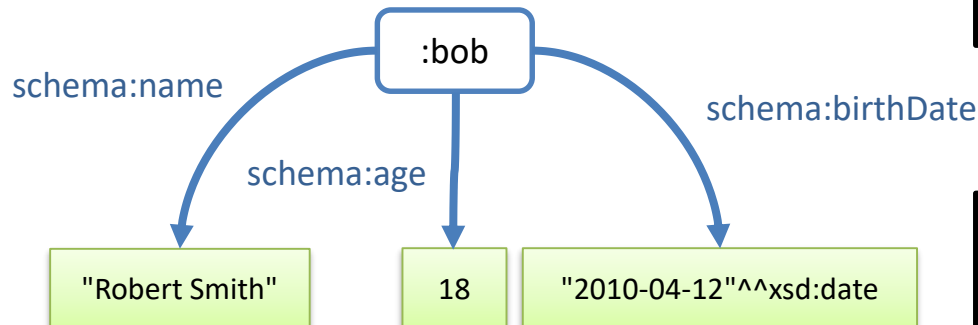 :bob
schema:name
schema:birthDate
schema:age
"Robert Smith"
18
"2010-04-12"^^xsd:date